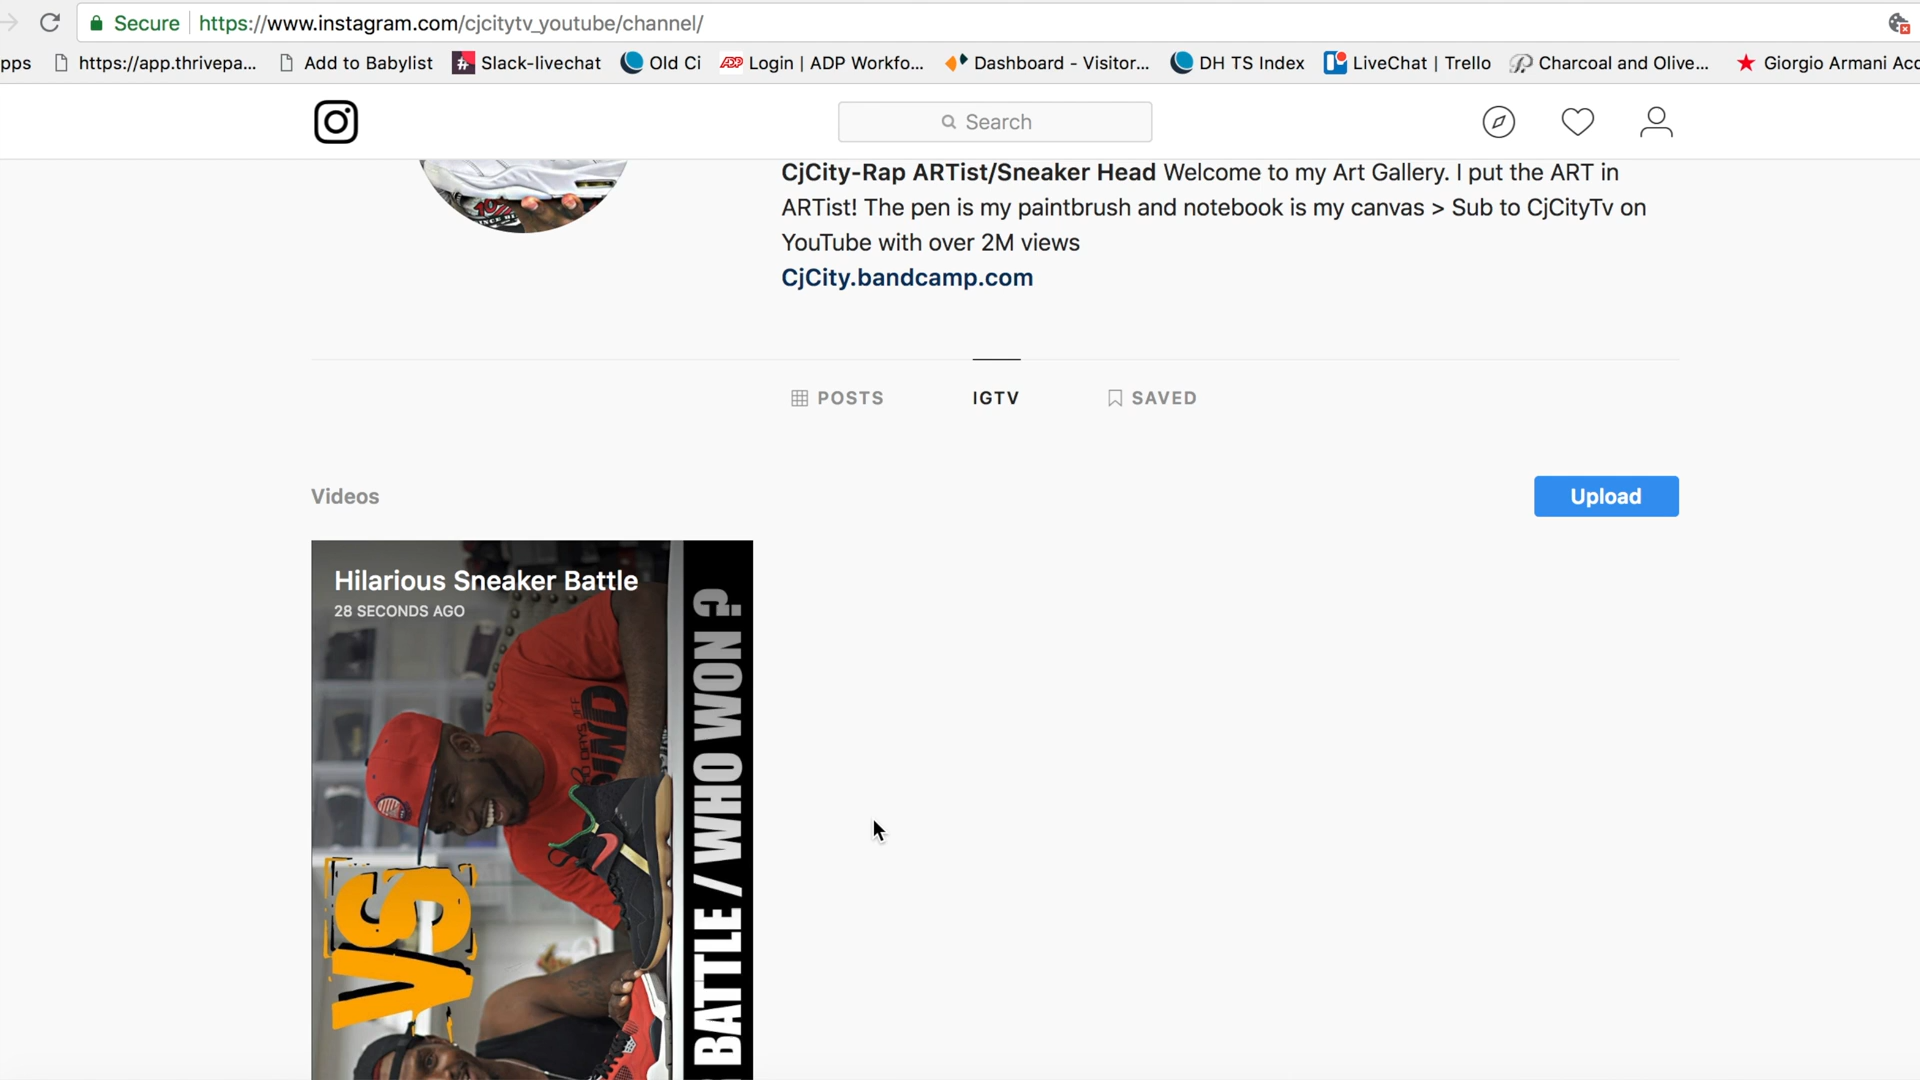 Secure https://www.instagram.com/cjcitytv_youtube/channel/
pps https://app.thrivepa... Add to Babylist Slack-livechat Old Ci ADP Login | ADP Workfo... Dashboard - Visitor... DH TS Index LiveChat | Trello Charcoal and Olive... Giorgio Armani Acc
Search
CjCity-Rap ARTist/Sneaker Head Welcome to my Art Gallery. I put the ART in
ARTist! The pen is my paintbrush and notebook is my canvas > Sub to CjCityTv on
YouTube with over 2M views
CjCity.bandcamp.com
POSTS IGTV SAVED
Videos Upload
Hilarious Sneaker Battle
28 SECONDS AGO
BATTLE / WHO WON ?
VS